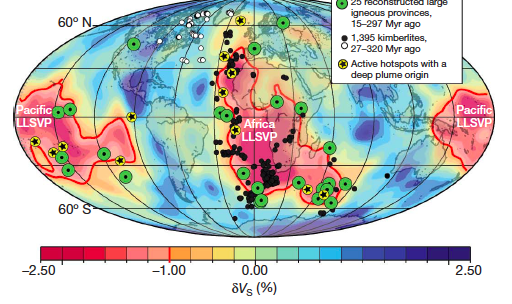 60° N
25 reconstructed large
igneous provinces,
15–297 Myr ago
1,395 kimberlites,
27–320 Myr ago
Active hotspots with a
deep plume origin
Pacific
LLSVP
Africa
LLSVP
Pacific
LLSVP
60° S
−2.50 −1.00 0.00 2.50
δVS (%)